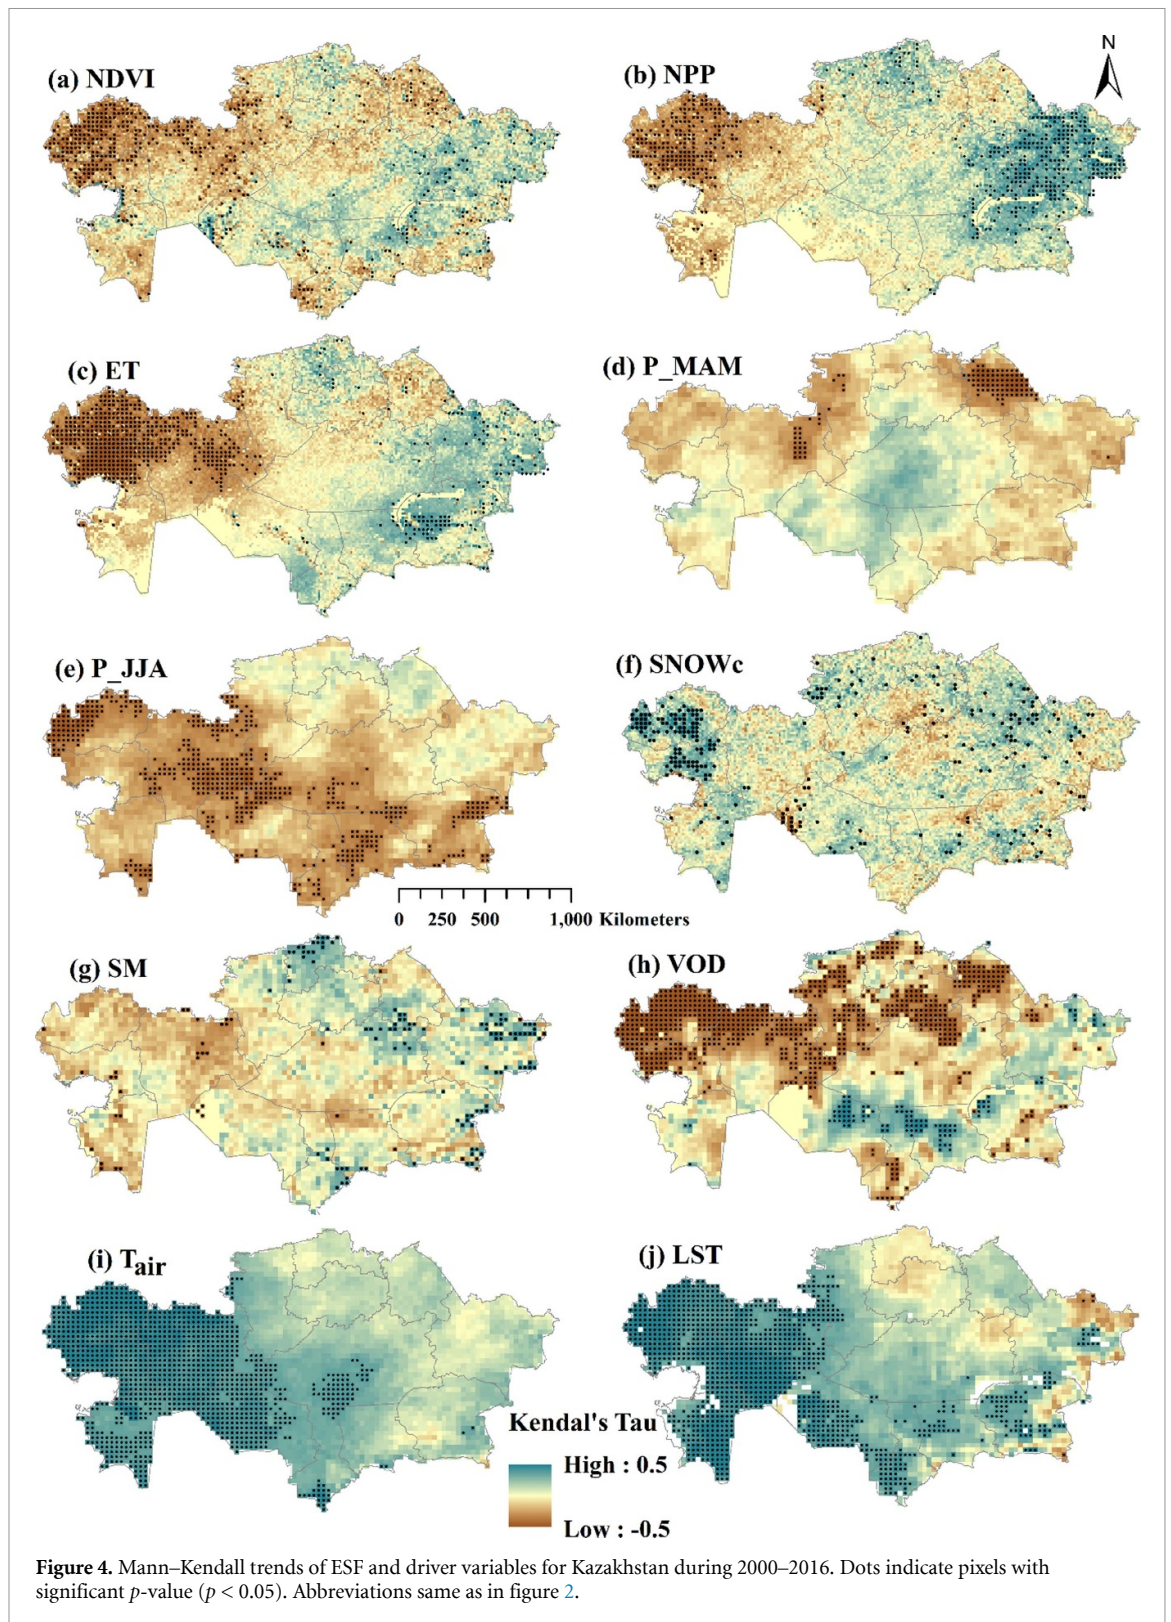 N
(a) NDVI
(b) NPP
(c) ET
(d) P_MAM
(e) P_JJA
(f) SNOWc
0 250 500 1,000 Kilometers
(g) SM
(h) VOD
(i) Tair
(j) LST
Kendal's Tau
High : 0.5
Low : -0.5
Figure 4. Mann–Kendall trends of ESF and driver variables for Kazakhstan during 2000–2016. Dots indicate pixels with
significant p-value (p < 0.05). Abbreviations same as in figure 2.